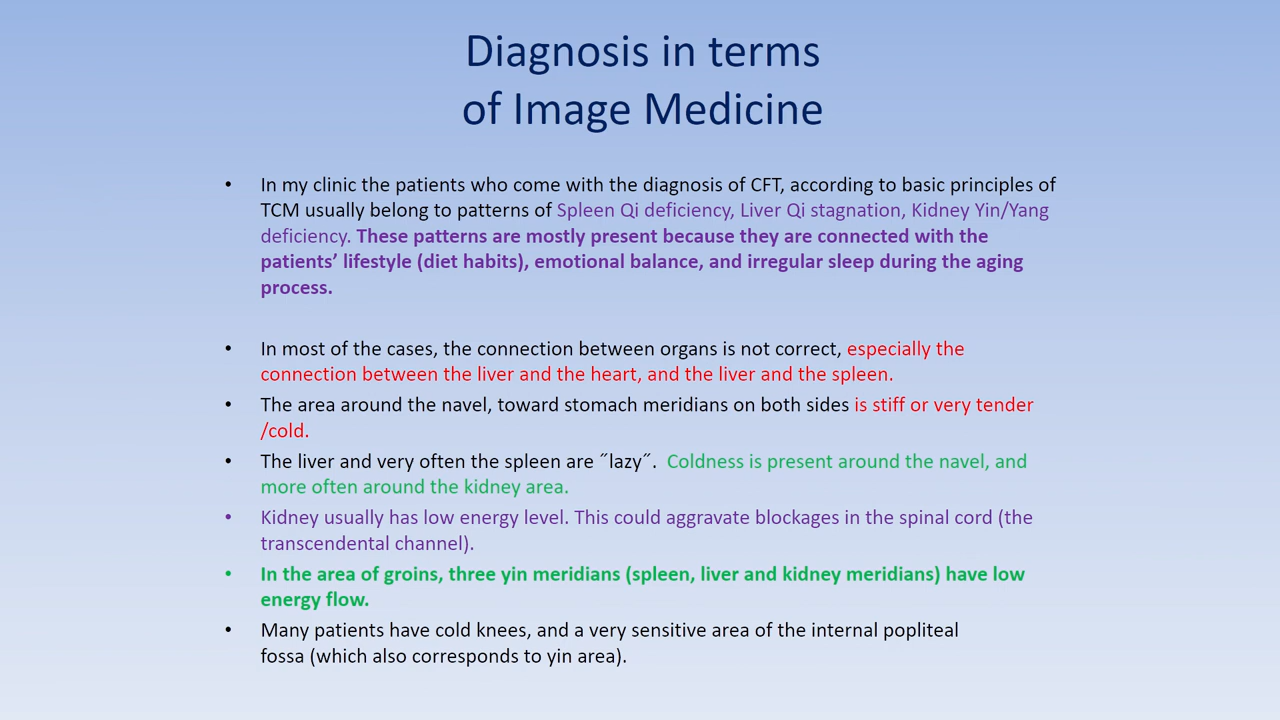 Diagnosis in terms
of Image Medicine
• In my clinic the patients who come with the diagnosis of CFT, according to basic principles of
TCM usually belong to patterns of Spleen Qi deficiency, Liver Qi stagnation, Kidney Yin/Yang
deficiency. These patterns are mostly present because they are connected with the
patients’ lifestyle (diet habits), emotional balance, and irregular sleep during the aging
process.
• In most of the cases, the connection between organs is not correct, especially the
connection between the liver and the heart, and the liver and the spleen.
• The area around the navel, toward stomach meridians on both sides is stiff or very tender
/cold.
• The liver and very often the spleen are ˝lazy˝. Coldness is present around the navel, and
more often around the kidney area.
• Kidney usually has low energy level. This could aggravate blockages in the spinal cord (the
transcendental channel).
• In the area of groins, three yin meridians (spleen, liver and kidney meridians) have low
energy flow.
• Many patients have cold knees, and a very sensitive area of the internal popliteal
fossa (which also corresponds to yin area).